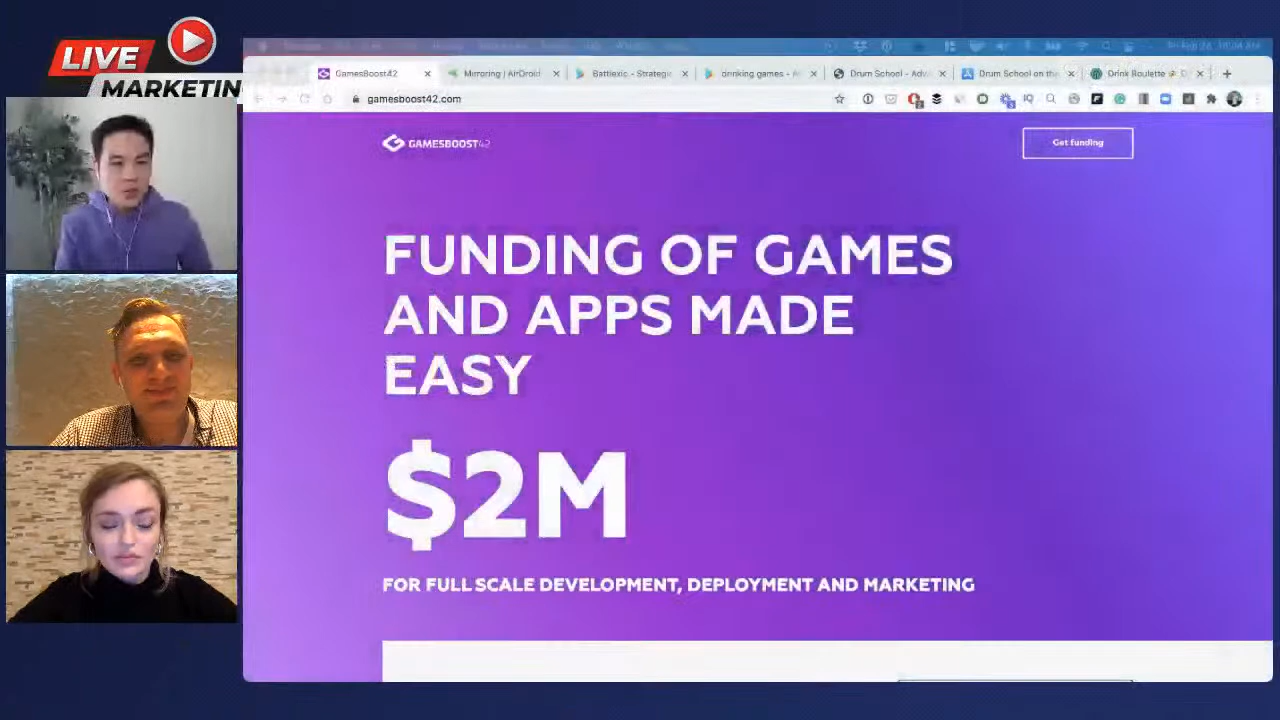 LIVE
MARKETIN
GamesBoost42
Mirroring | AirDroid
Battlexic - Strategic
drinking games - A
Drum School - Adv
Drum School on the
Drink Roulette
gamesboost42.com
GAMESBOOST42
Get funding
FUNDING OF GAMES
AND APPS MADE
EASY
$2M
FOR FULL SCALE DEVELOPMENT, DEPLOYMENT AND MARKETING